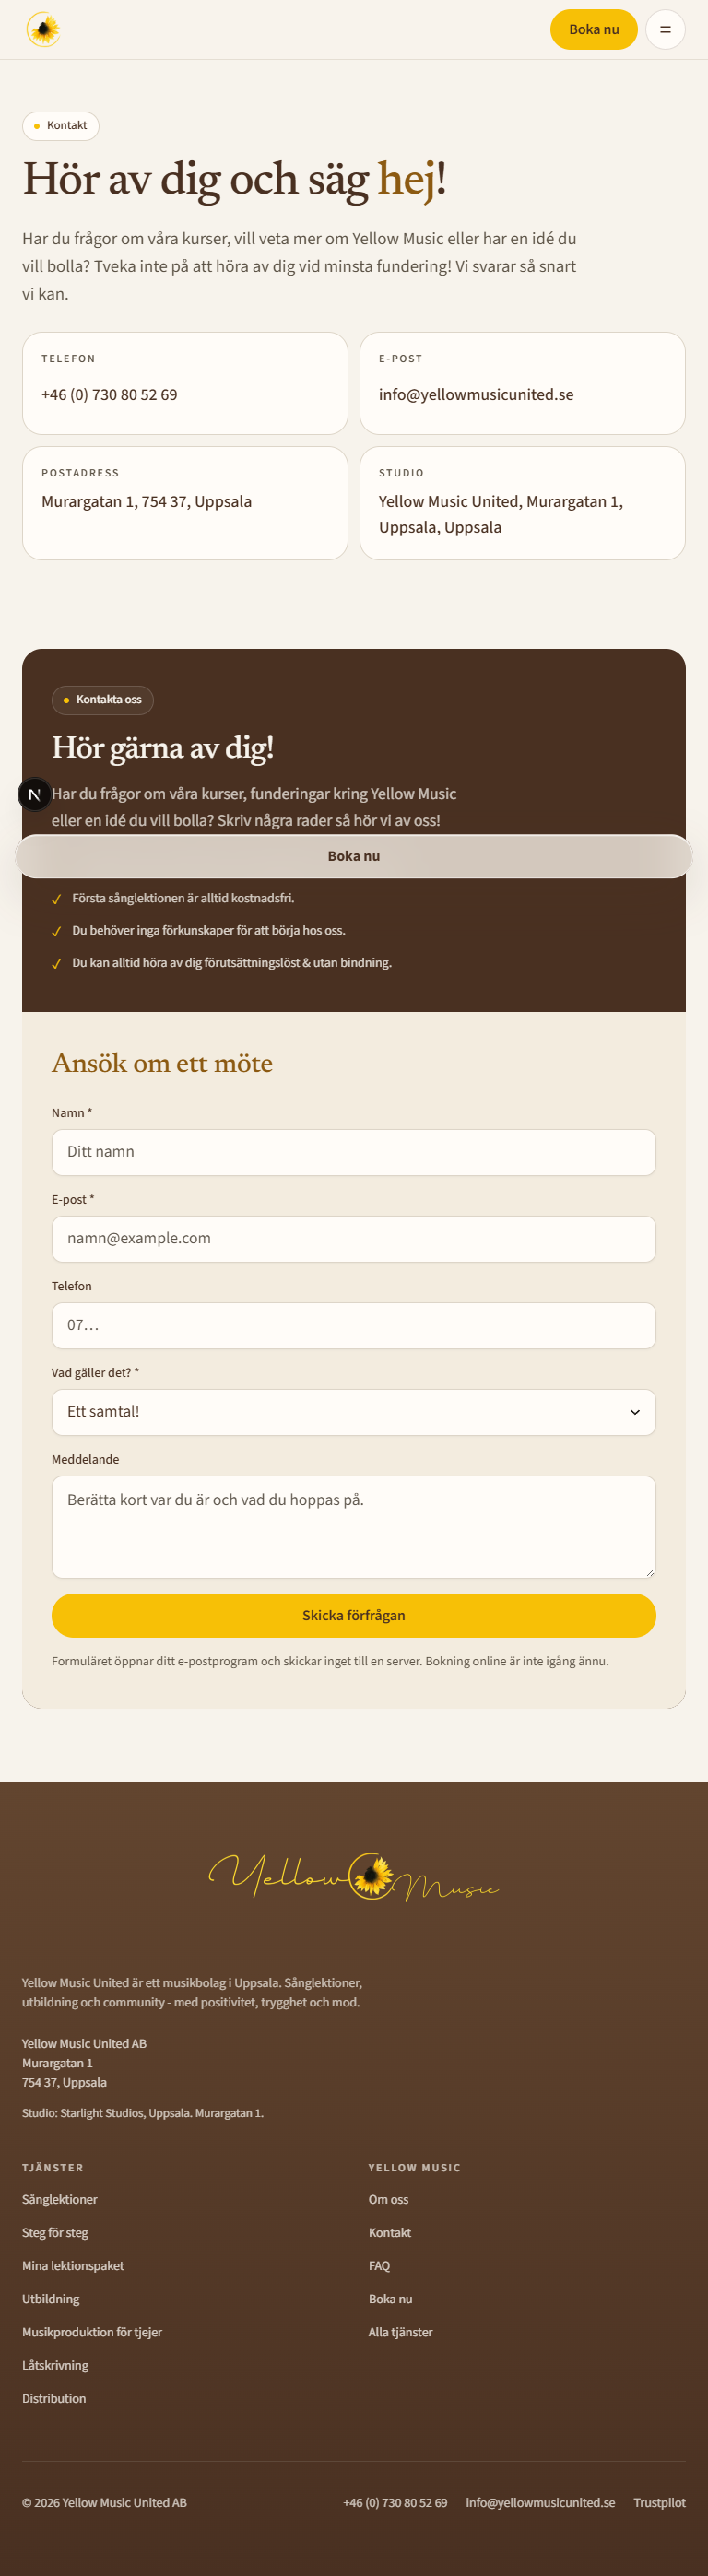 Boka nu
Kontakt
Hör av dig och säg hej!
Har du frågor om våra kurser, vill veta mer om Yellow Music eller har en idé du
vill bolla? Tveka inte på att höra av dig vid minsta fundering! Vi svarar så snart
vi kan.
TELEFON
+46 (0) 730 80 52 69
E-POST
info@yellowmusicunited.se
POSTADRESS
Murargatan 1, 754 37, Uppsala
STUDIO
Yellow Music United, Murargatan 1,
Uppsala, Uppsala
Kontakta oss
Hör gärna av dig!
N
Har du frågor om våra kurser, funderingar kring Yellow Music
eller en idé du vill bolla? Skriv några rader så hör vi av oss!
Boka nu
Första sånglektionen är alltid kostnadsfri.
Du behöver inga förkunskaper för att börja hos oss.
Du kan alltid höra av dig förutsättningslöst & utan bindning.
Ansök om ett möte
Namn *
Ditt namn
E-post *
namn@example.com
Telefon
07…
Vad gäller det? *
Ett samtal!
Meddelande
Berätta kort var du är och vad du hoppas på.
Skicka förfrågan
Formuläret öppnar ditt e-postprogram och skickar inget till en server. Bokning online är inte igång ännu.
Yellow Music
Yellow Music United är ett musikbolag i Uppsala. Sånglektioner,
utbildning och community - med positivitet, trygghet och mod.
Yellow Music United AB
Murargatan 1
754 37, Uppsala
Studio: Starlight Studios, Uppsala. Murargatan 1.
TJÄNSTER
Sånglektioner
Steg för steg
Mina lektionspaket
Utbildning
Musikproduktion för tjejer
Låtskrivning
Distribution
YELLOW MUSIC
Om oss
Kontakt
FAQ
Boka nu
Alla tjänster
© 2026 Yellow Music United AB
+46 (0) 730 80 52 69
info@yellowmusicunited.se
Trustpilot